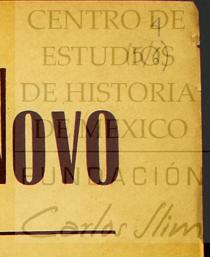 CENTRO DE
ESTUDIOS
DE HISTORIA
DE MÉXICO
NOVO
FUNDACIÓN
Carlos Slim